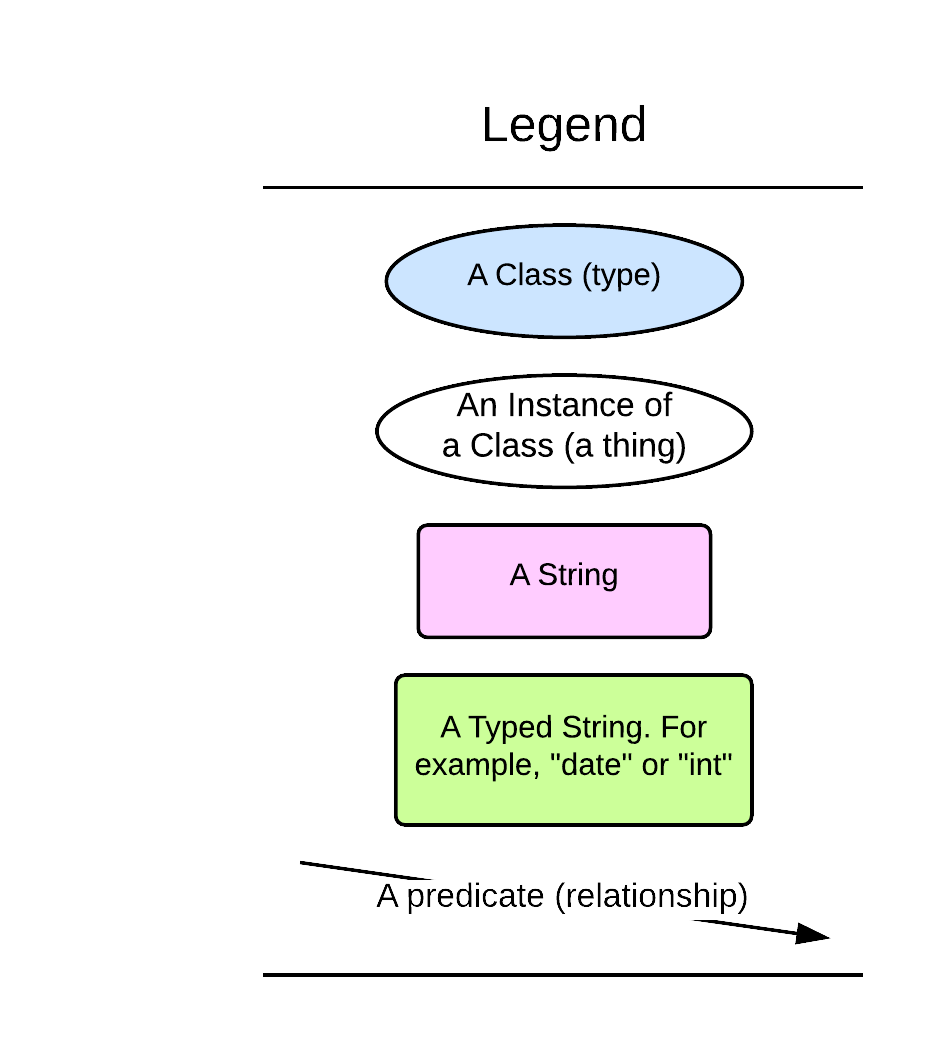 Legend
A Class (type)
An Instance of
a Class (a thing)
A String
A Typed String. For
example, "date" or "int"
A predicate (relationship)